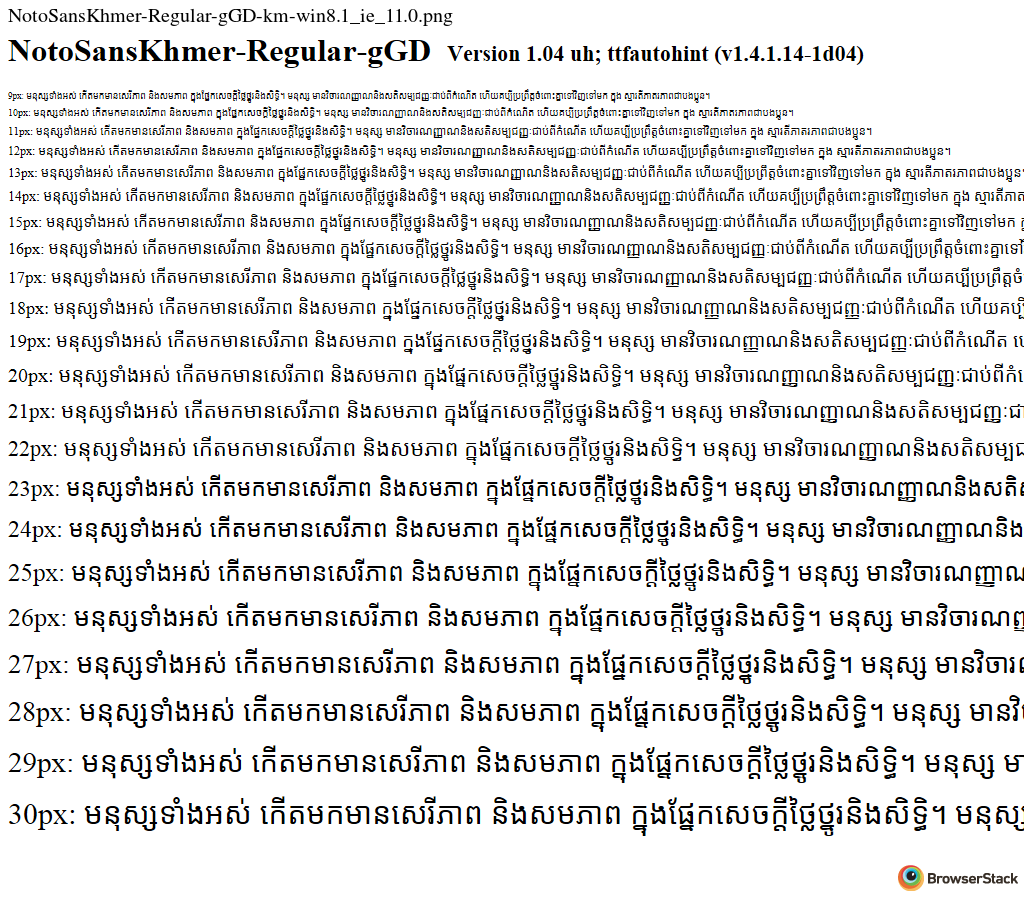 NotoSansKhmer-Regular-gGD-km-win8.1_ie_11.0.png
NotoSansKhmer-Regular-gGD Version 1.04 uh; ttfautohint (v1.4.1.14-1d04)
9px: មនុស្សទាំងអស់ កើតមកមានសេរីភាព និងសមភាព ក្នុងផ្នែកសេចក្ដីថ្លៃថ្នូរនិងសិទ្ធិ។ មនុស្ស មានវិចារណញ្ញាណនិងសតិសម្បជញ្ញៈជាប់ពីកំណើត ហើយគប្បីប្រព្រឹត្តចំពោះគ្នាទៅវិញទៅមក ក្នុង ស្មារតីភាតរភាពជាបងប្អូន។
10px: មនុស្សទាំងអស់ កើតមកមានសេរីភាព និងសមភាព ក្នុងផ្នែកសេចក្ដីថ្លៃថ្នូរនិងសិទ្ធិ។ មនុស្ស មានវិចារណញ្ញាណនិងសតិសម្បជញ្ញៈជាប់ពីកំណើត ហើយគប្បីប្រព្រឹត្តចំពោះគ្នាទៅវិញទៅមក ក្នុង ស្មារតីភាតរភាពជាបងប្អូន។
11px: មនុស្សទាំងអស់ កើតមកមានសេរីភាព និងសមភាព ក្នុងផ្នែកសេចក្ដីថ្លៃថ្នូរនិងសិទ្ធិ។ មនុស្ស មានវិចារណញ្ញាណនិងសតិសម្បជញ្ញៈជាប់ពីកំណើត ហើយគប្បីប្រព្រឹត្តចំពោះគ្នាទៅវិញទៅមក ក្នុង ស្មារតីភាតរភាពជាបងប្អូន។
12px: មនុស្សទាំងអស់ កើតមកមានសេរីភាព និងសមភាព ក្នុងផ្នែកសេចក្ដីថ្លៃថ្នូរនិងសិទ្ធិ។ មនុស្ស មានវិចារណញ្ញាណនិងសតិសម្បជញ្ញៈជាប់ពីកំណើត ហើយគប្បីប្រព្រឹត្តចំពោះគ្នាទៅវិញទៅមក ក្នុង ស្មារតីភាតរភាពជាបងប្អូន។
13px: មនុស្សទាំងអស់ កើតមកមានសេរីភាព និងសមភាព ក្នុងផ្នែកសេចក្ដីថ្លៃថ្នូរនិងសិទ្ធិ។ មនុស្ស មានវិចារណញ្ញាណនិងសតិសម្បជញ្ញៈជាប់ពីកំណើត ហើយគប្បីប្រព្រឹត្តចំពោះគ្នាទៅវិញទៅមក ក្នុង ស្មារតីភាតរភាពជាបងប្អូន។
14px: មនុស្សទាំងអស់ កើតមកមានសេរីភាព និងសមភាព ក្នុងផ្នែកសេចក្ដីថ្លៃថ្នូរនិងសិទ្ធិ។ មនុស្ស មានវិចារណញ្ញាណនិងសតិសម្បជញ្ញៈជាប់ពីកំណើត ហើយគប្បីប្រព្រឹត្តចំពោះគ្នាទៅវិញទៅមក ក្នុង ស្មារតីភាតរ
15px: មនុស្សទាំងអស់ កើតមកមានសេរីភាព និងសមភាព ក្នុងផ្នែកសេចក្ដីថ្លៃថ្នូរនិងសិទ្ធិ។ មនុស្ស មានវិចារណញ្ញាណនិងសតិសម្បជញ្ញៈជាប់ពីកំណើត ហើយគប្បីប្រព្រឹត្តចំពោះគ្នាទៅវិញទៅមក
16px: មនុស្សទាំងអស់ កើតមកមានសេរីភាព និងសមភាព ក្នុងផ្នែកសេចក្ដីថ្លៃថ្នូរនិងសិទ្ធិ។ មនុស្ស មានវិចារណញ្ញាណនិងសតិសម្បជញ្ញៈជាប់ពីកំណើត ហើយគប្បីប្រព្រឹត្តចំពោះគ្នាទៅ
17px: មនុស្សទាំងអស់ កើតមកមានសេរីភាព និងសមភាព ក្នុងផ្នែកសេចក្ដីថ្លៃថ្នូរនិងសិទ្ធិ។ មនុស្ស មានវិចារណញ្ញាណនិងសតិសម្បជញ្ញៈជាប់ពីកំណើត ហើយគប្បីប្រព្រឹត្តចំ
18px: មនុស្សទាំងអស់ កើតមកមានសេរីភាព និងសមភាព ក្នុងផ្នែកសេចក្ដីថ្លៃថ្នូរនិងសិទ្ធិ។ មនុស្ស មានវិចារណញ្ញាណនិងសតិសម្បជញ្ញៈជាប់ពីកំណើត ហើយគប្បី
19px: មនុស្សទាំងអស់ កើតមកមានសេរីភាព និងសមភាព ក្នុងផ្នែកសេចក្ដីថ្លៃថ្នូរនិងសិទ្ធិ។ មនុស្ស មានវិចារណញ្ញាណនិងសតិសម្បជញ្ញៈជាប់ពីកំណើត
20px: មនុស្សទាំងអស់ កើតមកមានសេរីភាព និងសមភាព ក្នុងផ្នែកសេចក្ដីថ្លៃថ្នូរនិងសិទ្ធិ។ មនុស្ស មានវិចារណញ្ញាណនិងសតិសម្បជញ្ញៈជាប់ពីកំ
21px: មនុស្សទាំងអស់ កើតមកមានសេរីភាព និងសមភាព ក្នុងផ្នែកសេចក្ដីថ្លៃថ្នូរនិងសិទ្ធិ។ មនុស្ស មានវិចារណញ្ញាណនិងសតិសម្បជញ្ញៈជា
22px: មនុស្សទាំងអស់ កើតមកមានសេរីភាព និងសមភាព ក្នុងផ្នែកសេចក្ដីថ្លៃថ្នូរនិងសិទ្ធិ។ មនុស្ស មានវិចារណញ្ញាណនិងសតិសម្បជ
23px: មនុស្សទាំងអស់ កើតមកមានសេរីភាព និងសមភាព ក្នុងផ្នែកសេចក្ដីថ្លៃថ្នូរនិងសិទ្ធិ។ មនុស្ស មានវិចារណញ្ញាណនិងសតិស
24px: មនុស្សទាំងអស់ កើតមកមានសេរីភាព និងសមភាព ក្នុងផ្នែកសេចក្ដីថ្លៃថ្នូរនិងសិទ្ធិ។ មនុស្ស មានវិចារណញ្ញាណនិង
25px: មនុស្សទាំងអស់ កើតមកមានសេរីភាព និងសមភាព ក្នុងផ្នែកសេចក្ដីថ្លៃថ្នូរនិងសិទ្ធិ។ មនុស្ស មានវិចារណញ្ញាណ
26px: មនុស្សទាំងអស់ កើតមកមានសេរីភាព និងសមភាព ក្នុងផ្នែកសេចក្ដីថ្លៃថ្នូរនិងសិទ្ធិ។ មនុស្ស មានវិចារណញ្ញ
27px: មនុស្សទាំងអស់ កើតមកមានសេរីភាព និងសមភាព ក្នុងផ្នែកសេចក្ដីថ្លៃថ្នូរនិងសិទ្ធិ។ មនុស្ស មានវិចារណ
28px: មនុស្សទាំងអស់ កើតមកមានសេរីភាព និងសមភាព ក្នុងផ្នែកសេចក្ដីថ្លៃថ្នូរនិងសិទ្ធិ។ មនុស្ស មានវិ
29px: មនុស្សទាំងអស់ កើតមកមានសេរីភាព និងសមភាព ក្នុងផ្នែកសេចក្ដីថ្លៃថ្នូរនិងសិទ្ធិ។ មនុស្ស មា
30px: មនុស្សទាំងអស់ កើតមកមានសេរីភាព និងសមភាព ក្នុងផ្នែកសេចក្ដីថ្លៃថ្នូរនិងសិទ្ធិ។ មនុស្ស
BrowserStack